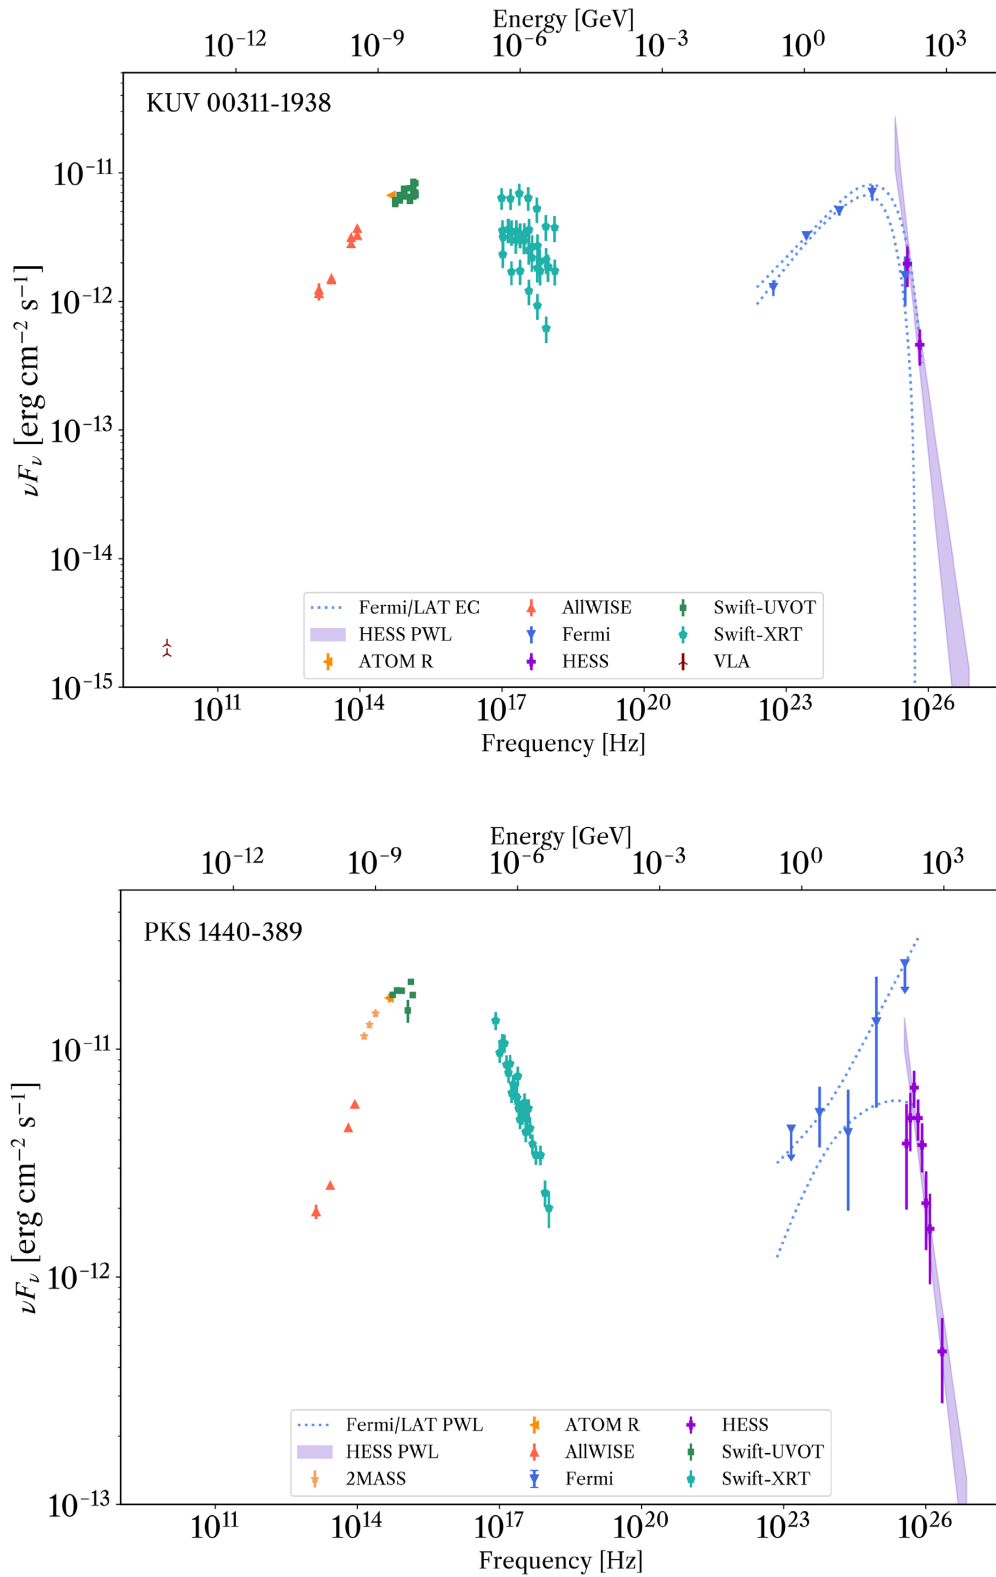 Energy [GeV]
10⁻¹² 10⁻⁹ 10⁻⁶ 10⁻³ 10⁰ 10³
KUV 00311-1938
10⁻¹¹
10⁻¹²
10⁻¹³
10⁻¹⁴
10⁻¹⁵
νFν [erg cm⁻² s⁻¹]
Fermi/LAT EC AllWISE Swift-UVOT
HESS PWL Fermi Swift-XRT
ATOM R HESS VLA
10¹¹ 10¹⁴ 10¹⁷ 10²⁰ 10²³ 10²⁶
Frequency [Hz]
Energy [GeV]
10⁻¹² 10⁻⁹ 10⁻⁶ 10⁻³ 10⁰ 10³
PKS 1440-389
10⁻¹¹
10⁻¹²
10⁻¹³
νFν [erg cm⁻² s⁻¹]
Fermi/LAT PWL ATOM R HESS
HESS PWL AllWISE Swift-UVOT
2MASS Fermi Swift-XRT
10¹¹ 10¹⁴ 10¹⁷ 10²⁰ 10²³ 10²⁶
Frequency [Hz]